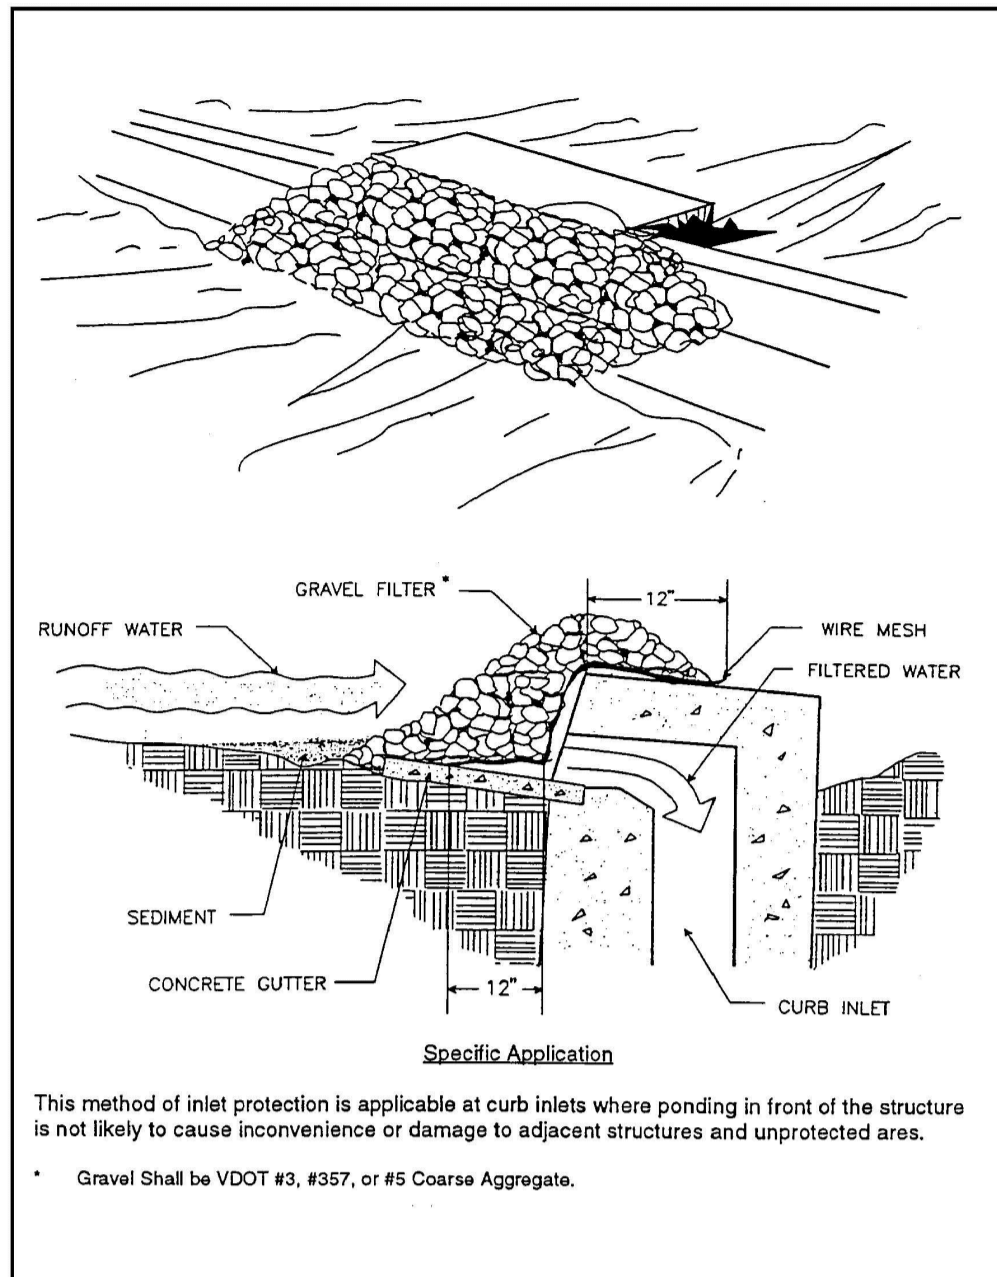 GRAVEL FILTER *
12"
RUNOFF WATER
WIRE MESH
FILTERED WATER
SEDIMENT
CONCRETE GUTTER
12"
CURB INLET
Specific Application
This method of inlet protection is applicable at curb inlets where ponding in front of the structure
is not likely to cause inconvenience or damage to adjacent structures and unprotected ares.
* Gravel Shall be VDOT #3, #357, or #5 Coarse Aggregate.